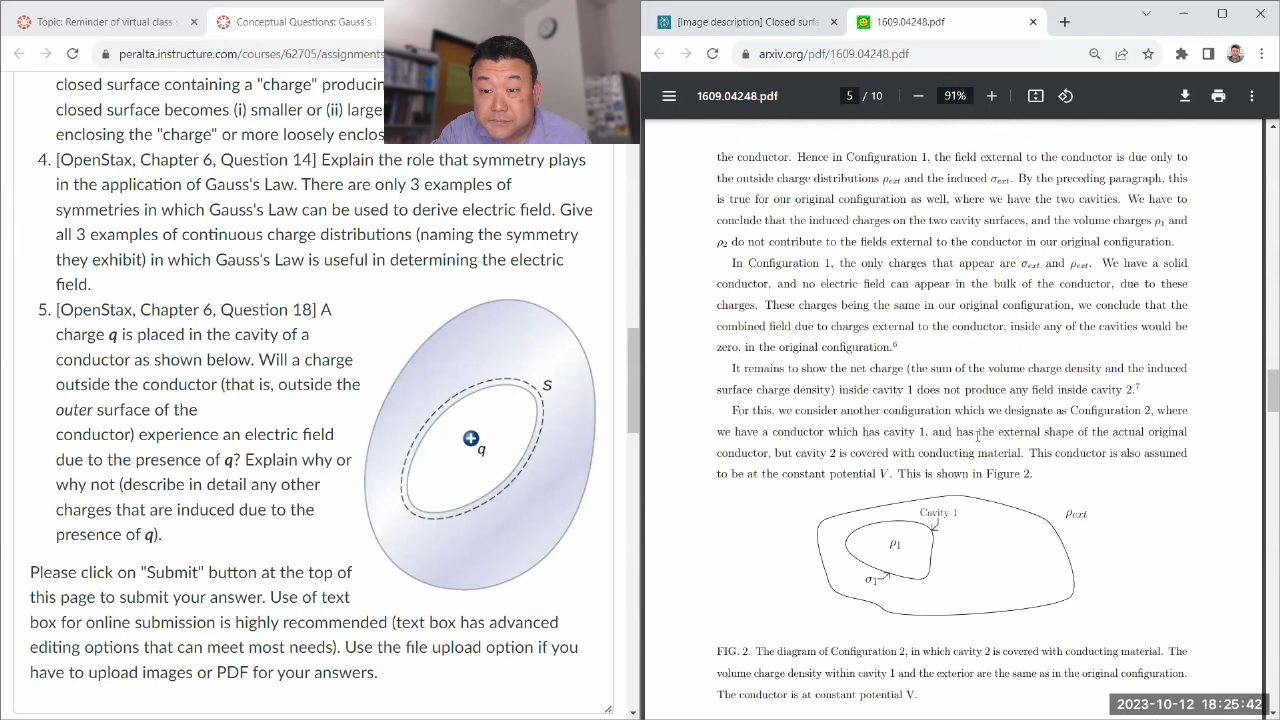 Topic: Reminder of virtual class s
Conceptual Questions: Gauss's L
peralta.instructure.com/courses/62705/assignments
closed surface containing a "charge" producin
closed surface becomes (i) smaller or (ii) large
enclosing the "charge" or more loosely enclos
4. [OpenStax, Chapter 6, Question 14] Explain the role that symmetry plays
in the application of Gauss's Law. There are only 3 examples of
symmetries in which Gauss's Law can be used to derive electric field. Give
all 3 examples of continuous charge distributions (naming the symmetry
they exhibit) in which Gauss's Law is useful in determining the electric
field.
5. [OpenStax, Chapter 6, Question 18] A
charge q is placed in the cavity of a
conductor as shown below. Will a charge
outside the conductor (that is, outside the
outer surface of the
conductor) experience an electric field
due to the presence of q? Explain why or
why not (describe in detail any other
charges that are induced due to the
presence of q).
S
+
q
Please click on "Submit" button at the top of
this page to submit your answer. Use of text
box for online submission is highly recommended (text box has advanced
editing options that can meet most needs). Use the file upload option if you
have to upload images or PDF for your answers.
[Image description] Closed surfa
1609.04248.pdf
arxiv.org/pdf/1609.04248.pdf
1609.04248.pdf
5 / 10
91%
the conductor. Hence in Configuration 1, the field external to the conductor is due only to
the outside charge distributions ρext and the induced σext. By the preceding paragraph, this
is true for our original configuration as well, where we have the two cavities. We have to
conclude that the induced charges on the two cavity surfaces, and the volume charges ρ1 and
ρ2 do not contribute to the fields external to the conductor in our original configuration.
In Configuration 1, the only charges that appear are σext and ρext. We have a solid
conductor, and no electric field can appear in the bulk of the conductor, due to these
charges. These charges being the same in our original configuration, we conclude that the
combined field due to charges external to the conductor, inside any of the cavities would be
zero, in the original configuration.6
It remains to show the net charge (the sum of the volume charge density and the induced
surface charge density) inside cavity 1 does not produce any field inside cavity 2.7
For this, we consider another configuration which we designate as Configuration 2, where
we have a conductor which has cavity 1, and has the external shape of the actual original
conductor, but cavity 2 is covered with conducting material. This conductor is also assumed
to be at the constant potential V. This is shown in Figure 2.
Cavity 1
ρext
ρ1
σ1
FIG. 2. The diagram of Configuration 2, in which cavity 2 is covered with conducting material. The
volume charge density within cavity 1 and the exterior are the same as in the original configuration.
The conductor is at constant potential V.
2023-10-12 18:25:42